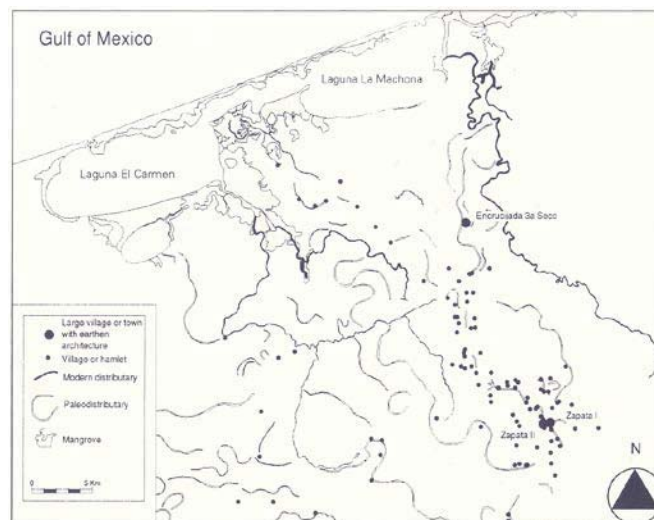 Gulf of Mexico
Laguna La Machona
Laguna El Carmen
Encrucijada 3a Secc
Large village or town
with earthen
architecture
Village or hamlet
Modern distributary
Paleodistributary
Mangrove
0 5 Km
Zapata I
Zapata II
N